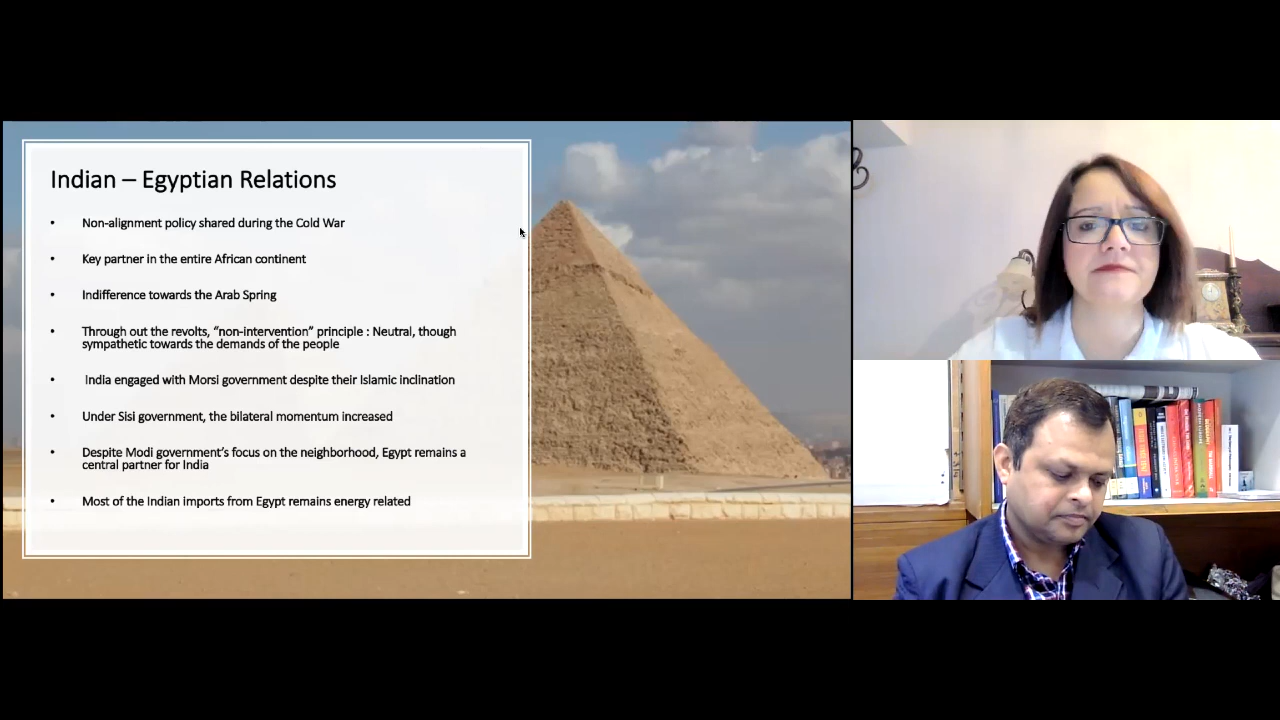 Indian – Egyptian Relations
• Non-alignment policy shared during the Cold War
• Key partner in the entire African continent
• Indifference towards the Arab Spring
• Through out the revolts, “non-intervention” principle : Neutral, though
sympathetic towards the demands of the people
• India engaged with Morsi government despite their Islamic inclination
• Under Sisi government, the bilateral momentum increased
• Despite Modi government’s focus on the neighborhood, Egypt remains a
central partner for India
• Most of the Indian imports from Egypt remains energy related